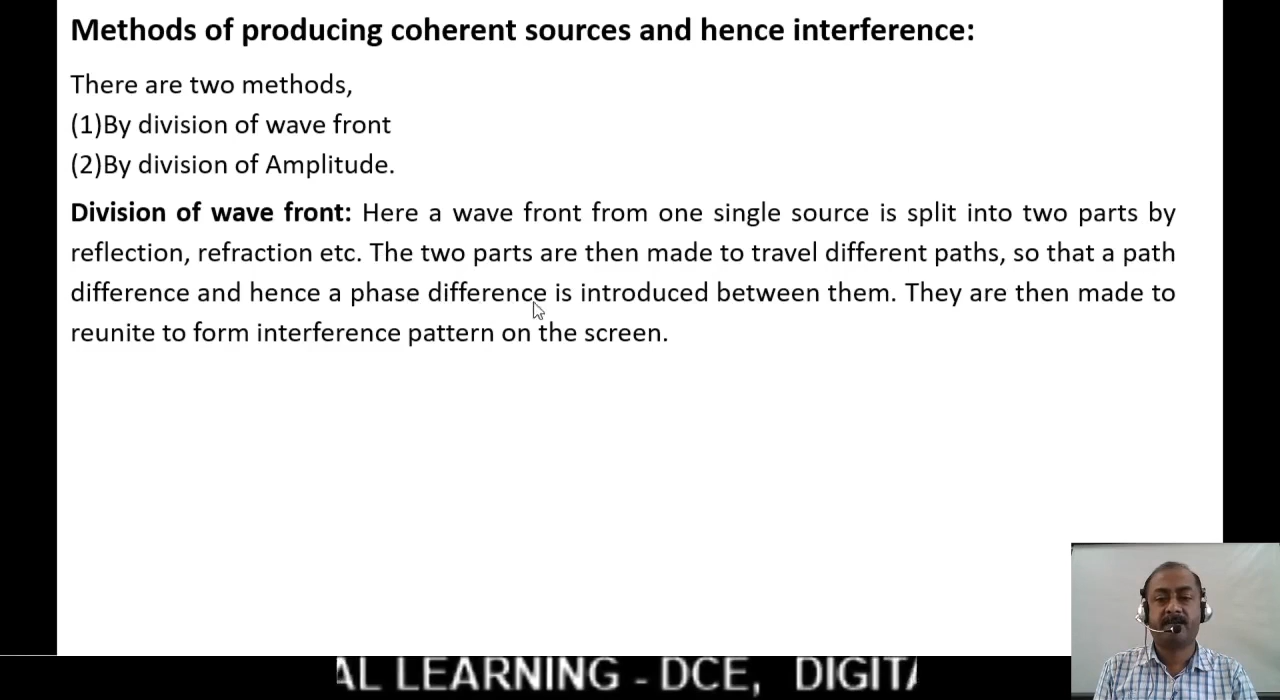 Methods of producing coherent sources and hence interference:
There are two methods,
(1)By division of wave front
(2)By division of Amplitude.
Division of wave front: Here a wave front from one single source is split into two parts by
reflection, refraction etc. The two parts are then made to travel different paths, so that a path
difference and hence a phase difference is introduced between them. They are then made to
reunite to form interference pattern on the screen.
AL LEARNING - DCE, DIGITA